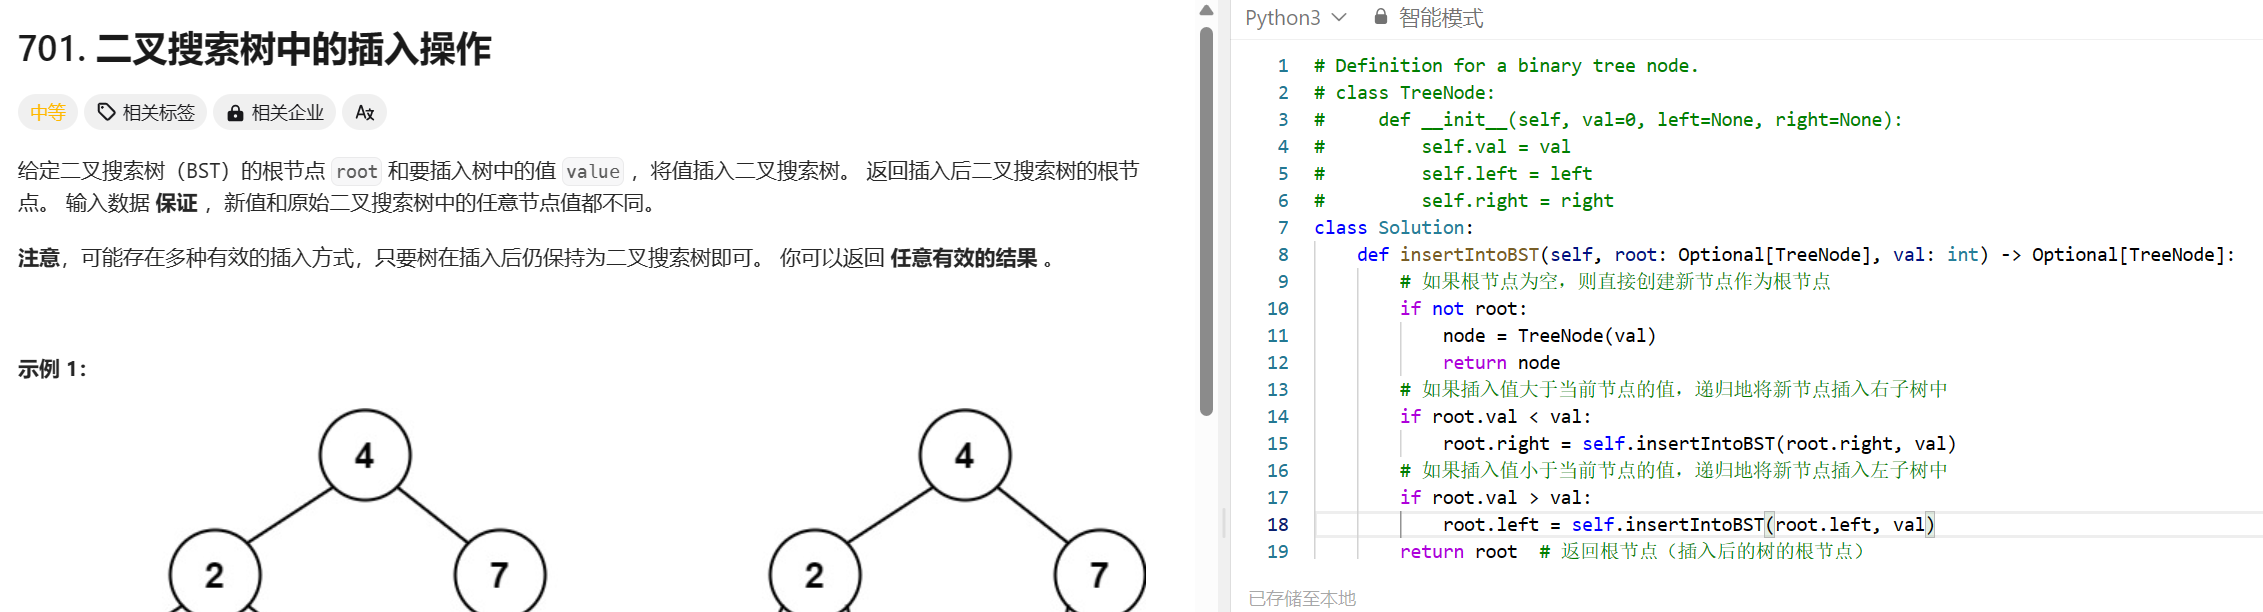 701. 二叉搜索树中的插入操作
中等 相关标签 相关企业
给定二叉搜索树（BST）的根节点 root 和要插入树中的值 value ，将值插入二叉搜索树。 返回插入后二叉搜索树的根节
点。 输入数据 保证 ，新值和原始二叉搜索树中的任意节点值都不同。
注意，可能存在多种有效的插入方式，只要树在插入后仍保持为二叉搜索树即可。 你可以返回 任意有效的结果 。
示例 1：
4
2 7
4
2 7
Python3 智能模式
1 # Definition for a binary tree node.
2 # class TreeNode:
3 #     def __init__(self, val=0, left=None, right=None):
4 #         self.val = val
5 #         self.left = left
6 #         self.right = right
7 class Solution:
8     def insertIntoBST(self, root: Optional[TreeNode], val: int) -> Optional[TreeNode]:
9         # 如果根节点为空，则直接创建新节点作为根节点
10         if not root:
11             node = TreeNode(val)
12             return node
13         # 如果插入值大于当前节点的值，递归地将新节点插入右子树中
14         if root.val < val:
15             root.right = self.insertIntoBST(root.right, val)
16         # 如果插入值小于当前节点的值，递归地将新节点插入左子树中
17         if root.val > val:
18             root.left = self.insertIntoBST(root.left, val)
19         return root  # 返回根节点（插入后的树的根节点）
已存储至本地